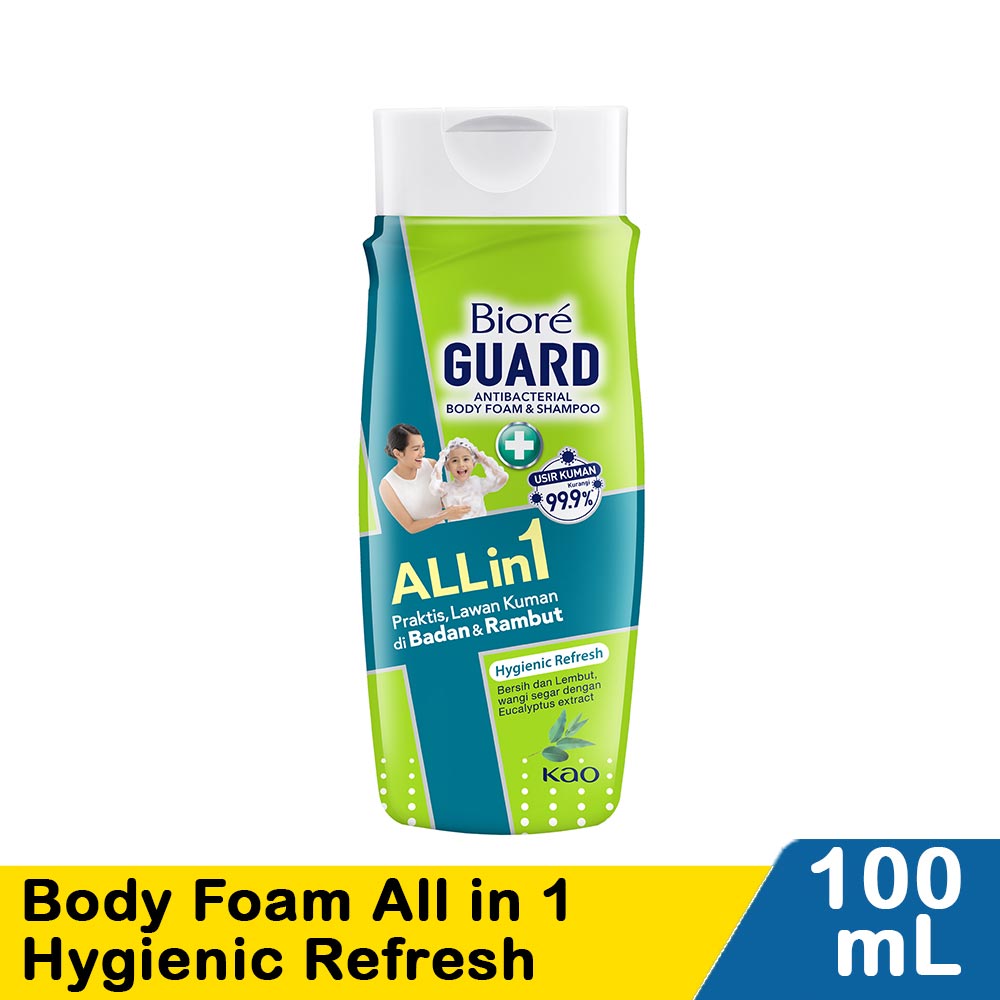 Bioré
GUARD
ANTIBACTERIAL
BODY FOAM & SHAMPOO
USIR KUMAN
Kurangi
99.9%*
ALL in 1
Praktis, Lawan Kuman
di Badan & Rambut
Hygienic Refresh
Bersih dan Lembut,
wangi segar dengan
Eucalyptus extract
Kao
Body Foam All in 1
Hygienic Refresh
100
mL